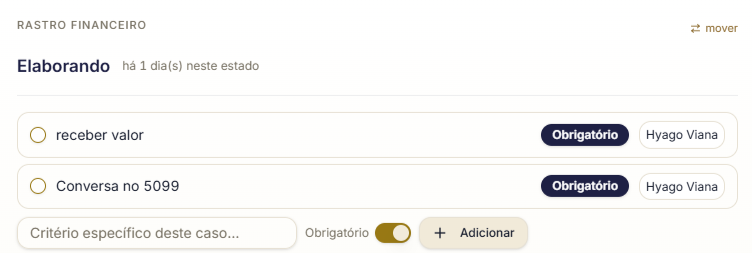 RASTRO FINANCEIRO
mover
Elaborando há 1 dia(s) neste estado
receber valor Obrigatório Hyago Viana
Conversa no 5099 Obrigatório Hyago Viana
Critério específico deste caso... Obrigatório + Adicionar